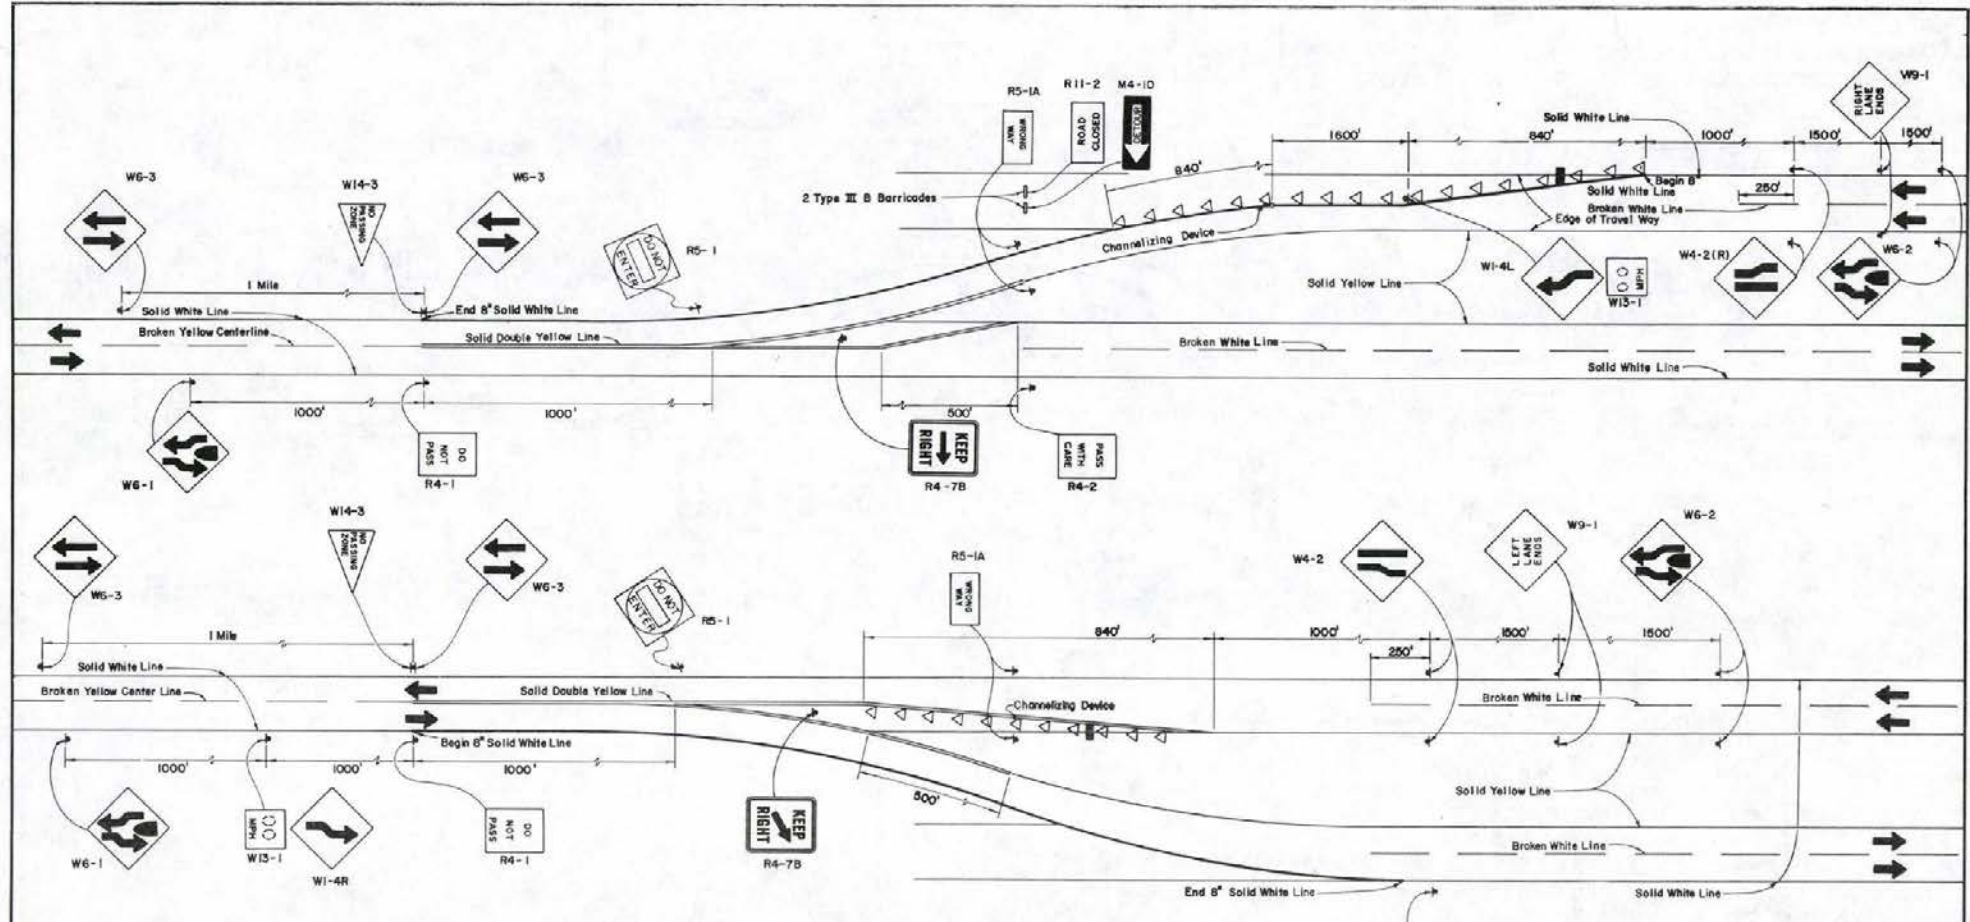 W9-1
RIGHT
LANE
ENDS
R5-1A
R11-2
M4-10
WRONG
WAY
ROAD
CLOSED
DETOUR
Solid White Line
1600'
840'
1000'
1500'
1500'
W6-3
W14-3
NO
PASSING
ZONE
W6-3
2 Type III 8 Barricades
840'
Begin 8"
Solid White Line
250'
Broken White Line
Edge of Travel Way
Channelizing Device
DO NOT
ENTER
R5-1
W1-4L
MPH
W13-1
W4-2(R)
W6-2
1 Mile
Solid Yellow Line
Solid White Line
End 8" Solid White Line
Broken Yellow Centerline
Solid Double Yellow Line
Broken White Line
Solid White Line
1000'
1000'
500'
W6-1
DO
NOT
PASS
R4-1
KEEP
RIGHT
R4-7B
PASS
WITH
CARE
R4-2
W14-3
NO
PASSING
ZONE
W6-3
W6-3
R5-1A
WRONG
WAY
DO NOT
ENTER
R5-1
W4-2
W9-1
LEFT
LANE
ENDS
W6-2
1 Mile
840'
1000'
1500'
1500'
250'
Solid White Line
Broken Yellow Center Line
Solid Double Yellow Line
Broken White Line
Channelizing Device
Begin 8" Solid White Line
1000'
1000'
1000'
500'
Solid Yellow Line
W6-1
MPH
W13-1
W1-4R
DO
NOT
PASS
R4-1
KEEP
RIGHT
R4-7B
Broken White Line
End 8" Solid White Line
Solid White Line